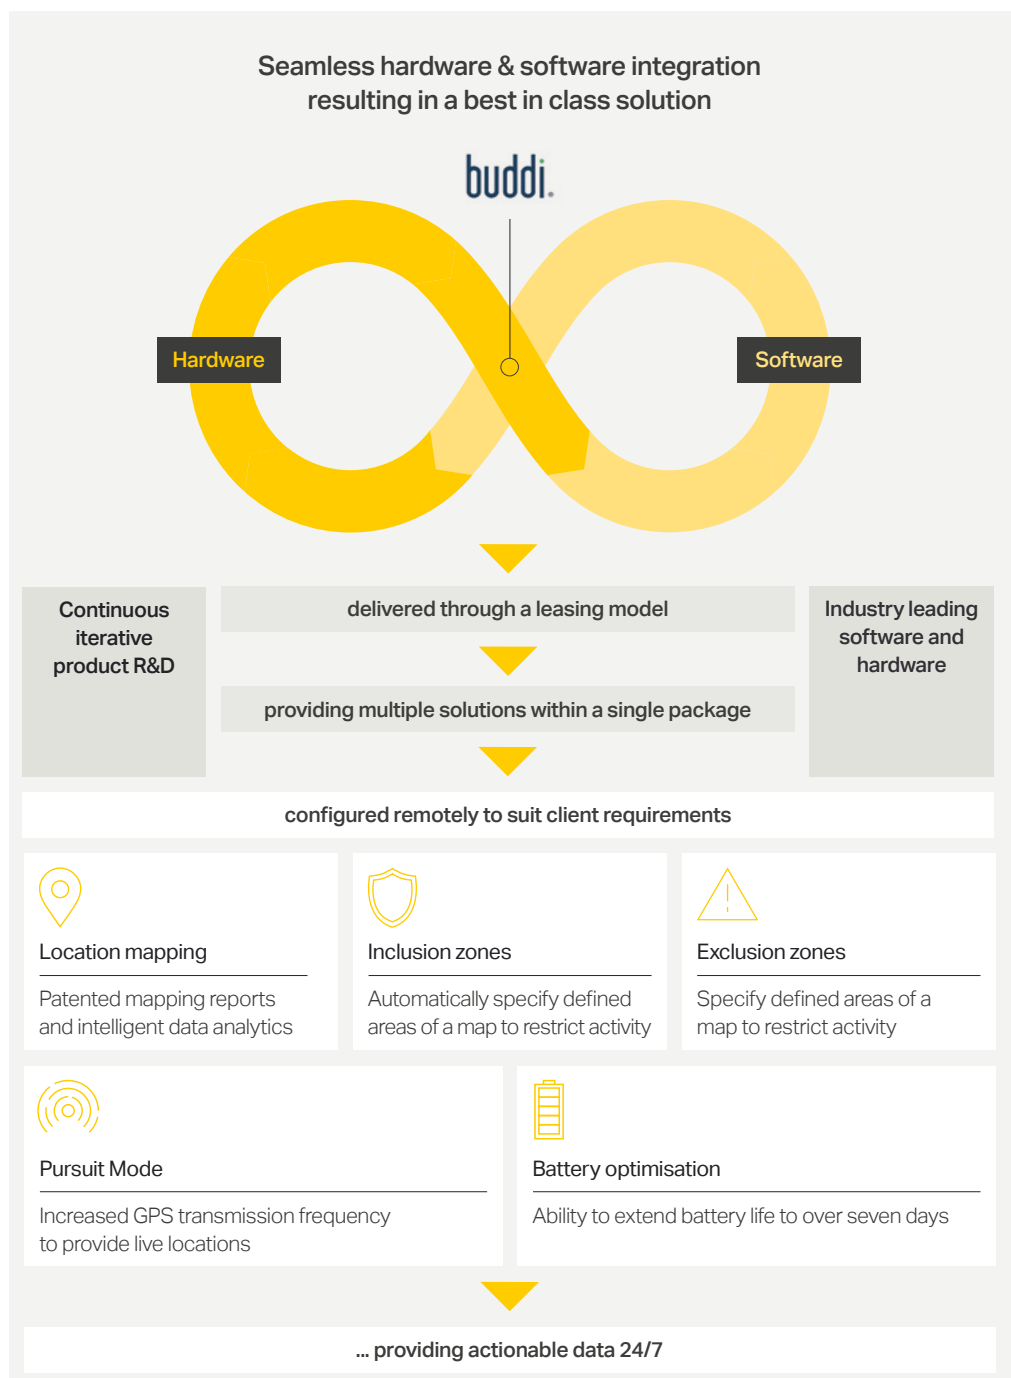 Seamless hardware & software integration
resulting in a best in class solution
buddi.
Hardware
Software
Continuous
iterative
product R&D
delivered through a leasing model
providing multiple solutions within a single package
Industry leading
software and
hardware
configured remotely to suit client requirements
Location mapping
Patented mapping reports
and intelligent data analytics
Inclusion zones
Automatically specify defined
areas of a map to restrict activity
Exclusion zones
Specify defined areas of a
map to restrict activity
Pursuit Mode
Increased GPS transmission frequency
to provide live locations
Battery optimisation
Ability to extend battery life to over seven days
... providing actionable data 24/7